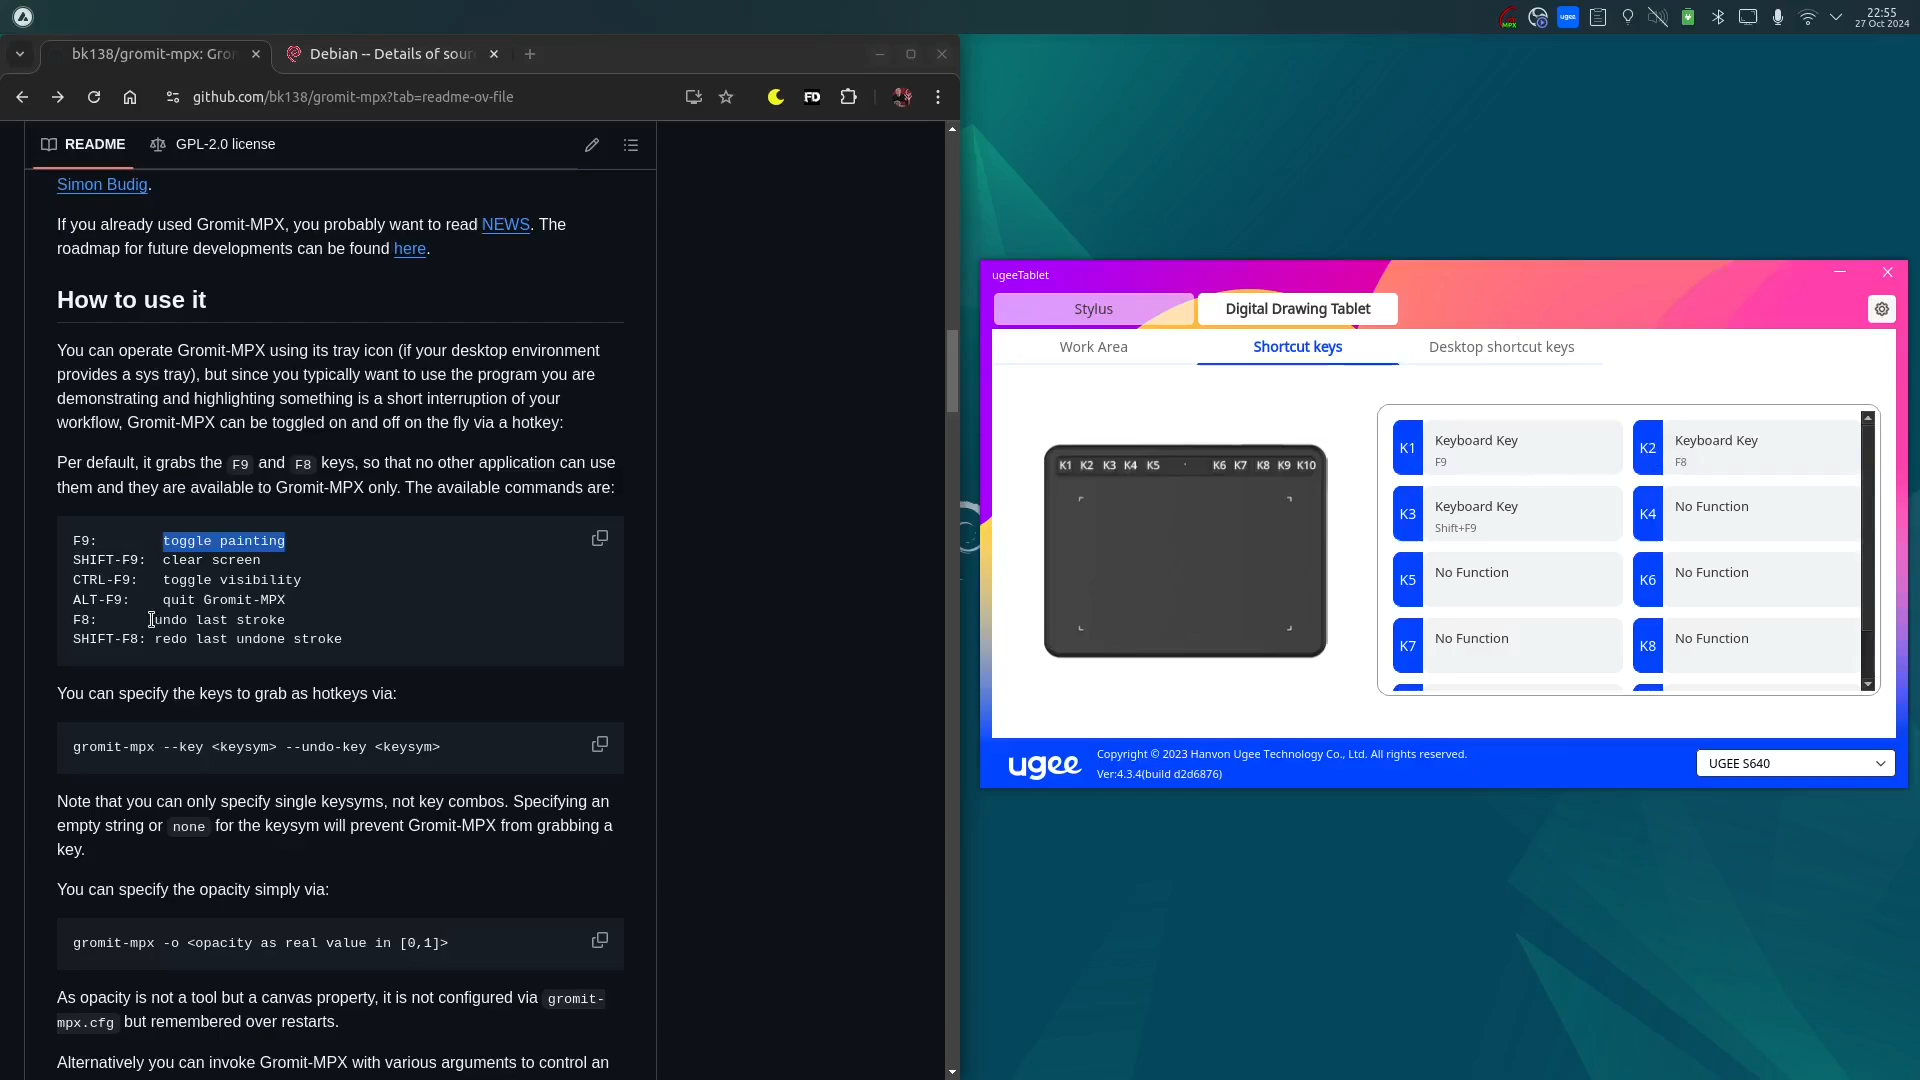 22:55
27 Oct 2024
MPX
ugee
bk138/gromit-mpx: Gro
Debian -- Details of sour
github.com/bk138/gromit-mpx?tab=readme-ov-file
FD
README
GPL-2.0 license
Simon Budig.
If you already used Gromit-MPX, you probably want to read NEWS. The
roadmap for future developments can be found here.
How to use it
You can operate Gromit-MPX using its tray icon (if your desktop environment
provides a sys tray), but since you typically want to use the program you are
demonstrating and highlighting something is a short interruption of your
workflow, Gromit-MPX can be toggled on and off on the fly via a hotkey:
Per default, it grabs the F9 and F8 keys, so that no other application can use
them and they are available to Gromit-MPX only. The available commands are:
F9: toggle painting
SHIFT-F9: clear screen
CTRL-F9: toggle visibility
ALT-F9: quit Gromit-MPX
F8: undo last stroke
SHIFT-F8: redo last undone stroke
You can specify the keys to grab as hotkeys via:
gromit-mpx --key <keysym> --undo-key <keysym>
Note that you can only specify single keysyms, not key combos. Specifying an
empty string or none for the keysym will prevent Gromit-MPX from grabbing a
key.
You can specify the opacity simply via:
gromit-mpx -o <opacity as real value in [0,1]>
As opacity is not a tool but a canvas property, it is not configured via gromit-
mpx.cfg but remembered over restarts.
Alternatively you can invoke Gromit-MPX with various arguments to control an
ugeeTablet
Stylus
Digital Drawing Tablet
Work Area
Shortcut keys
Desktop shortcut keys
K1 K2 K3 K4 K5 K6 K7 K8 K9 K10
K1 Keyboard Key
F9
K2 Keyboard Key
F8
K3 Keyboard Key
Shift+F9
K4 No Function
K5 No Function
K6 No Function
K7 No Function
K8 No Function
ugee
Copyright © 2023 Hanvon Ugee Technology Co., Ltd. All rights reserved.
Ver:4.3.4(build d2d6876)
UGEE S640